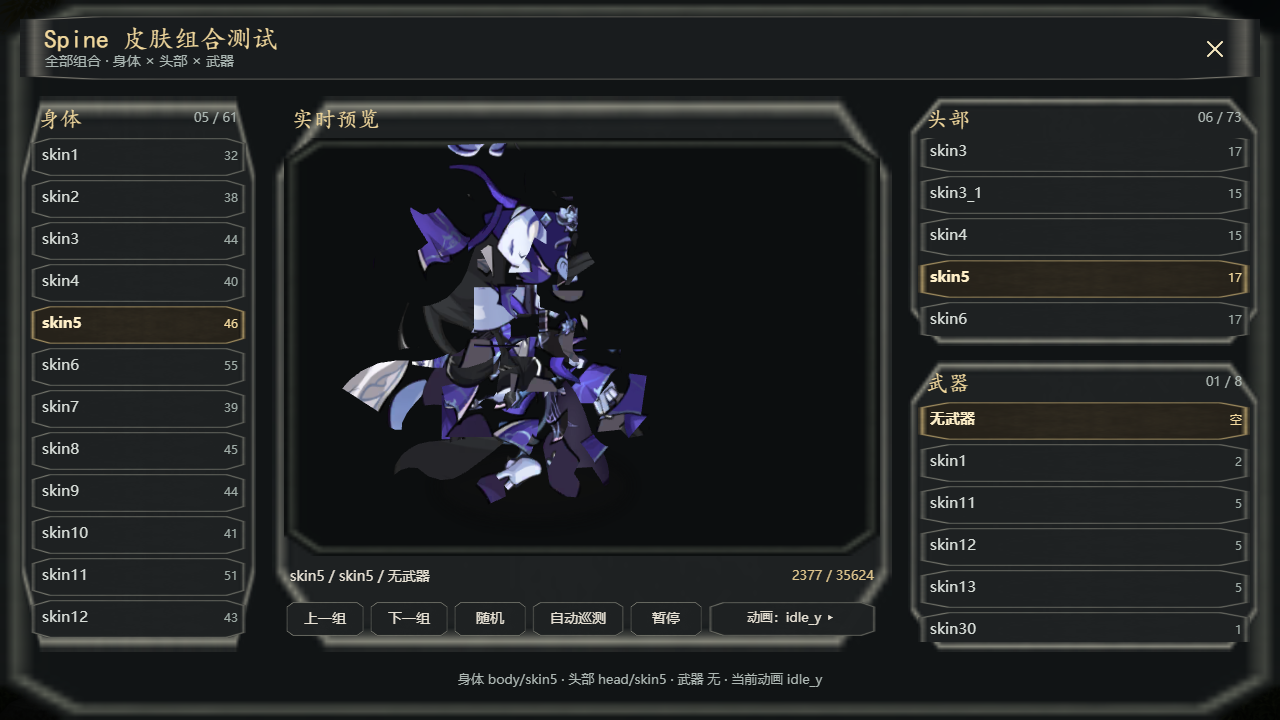 Spine 皮肤组合测试
全部组合 · 身体 × 头部 × 武器
身体 05 / 61
skin1 32
skin2 38
skin3 44
skin4 40
skin5 46
skin6 55
skin7 39
skin8 45
skin9 44
skin10 41
skin11 51
skin12 43
实时预览
skin5 / skin5 / 无武器 2377 / 35624
上一组 下一组 随机 自动巡测 暂停 动画: idle_y ▸
头部 06 / 73
skin3 17
skin3_1 15
skin4 15
skin5 17
skin6 17
武器 01 / 8
无武器 空
skin1 2
skin11 5
skin12 5
skin13 5
skin30 1
身体 body/skin5 · 头部 head/skin5 · 武器 无 · 当前动画 idle_y